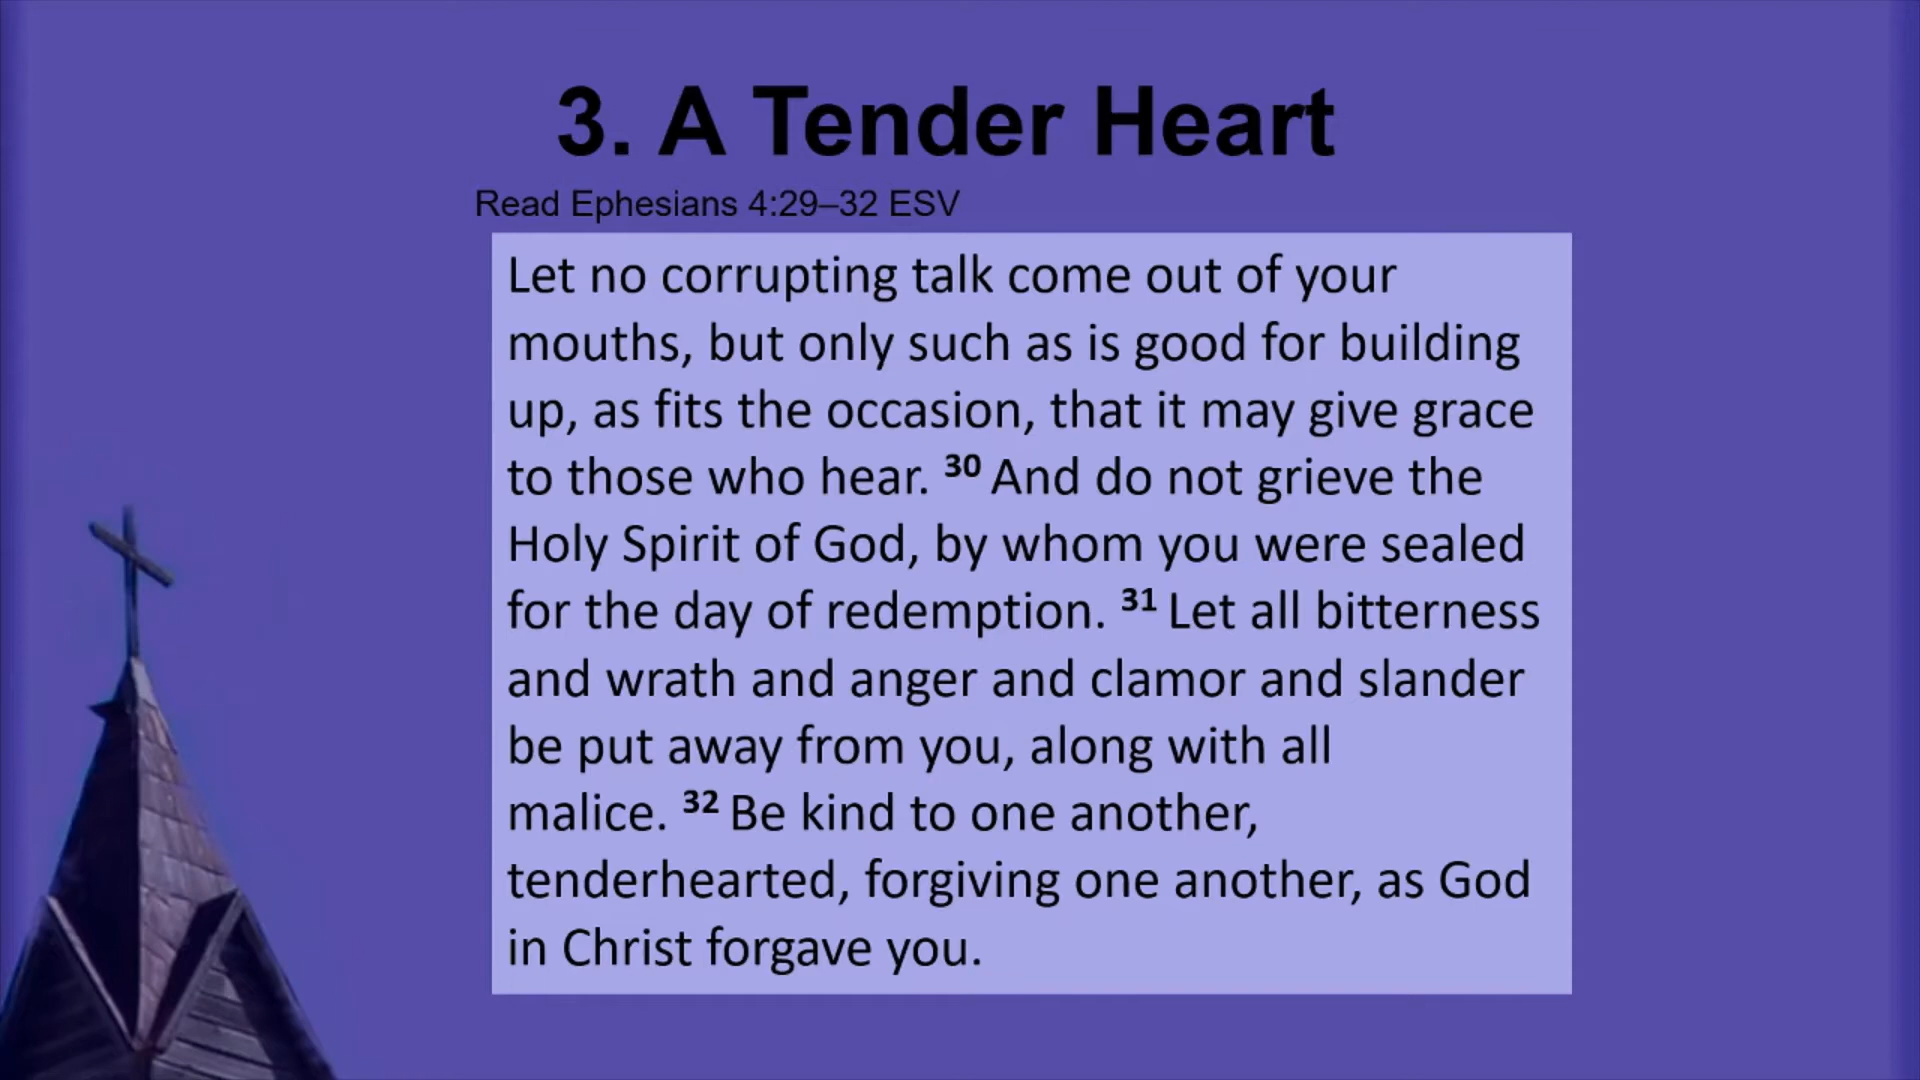 3. A Tender Heart
Read Ephesians 4:29–32 ESV
Let no corrupting talk come out of your
mouths, but only such as is good for building
up, as fits the occasion, that it may give grace
to those who hear. 30 And do not grieve the
Holy Spirit of God, by whom you were sealed
for the day of redemption. 31 Let all bitterness
and wrath and anger and clamor and slander
be put away from you, along with all
malice. 32 Be kind to one another,
tenderhearted, forgiving one another, as God
in Christ forgave you.